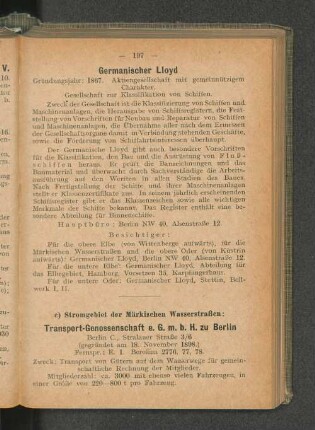 — 197 —
Germanischer Lloyd
Gründungsjahr: 1867. Aktiengesellschaft mit gemeinnützigem
Charakter.
Gesellschaft zur Klassifikation von Schiffen.
Zweck der Gesellschaft ist die Klassifizierung von Schiffen und
Maschinenanlagen, die Herausgabe von Schiffsregistern, die Fest-
stellung von Vorschriften für Neubau und Reparatur von Schiffen
und Maschinenanlagen, die Übernahme aller nach dem Ermessen
der Gesellschaftsorgane damit in Verbindung stehenden Geschäfte,
sowie die Förderung von Schiffahrtsinteressen überhaupt.
Der Germanische Lloyd gibt auch besondere Vorschriften
für die Klassifikation, den Bau und die Ausrüstung von Fluß-
schiffen heraus. Er prüft die Bauzeichnungen und das
Baumaterial und überwacht durch Sachverständige die Arbeits-
ausführung auf den Werften in allen Stadien des Baues.
Nach Fertigstellung der Schiffe und ihrer Maschinenanlagen
stellt er Klassenzertifikate aus. In seinem jährlich erscheinenden
Schiffsregister gibt er das Klassenzeichen sowie alle wichtigen
Merkmale der Schiffe bekannt. Das Register enthält eine be-
sondere Abteilung für Binnenschiffe.
Hauptbüro: Berlin NW 40, Alsenstraße 12.
Besichtiger:
Für die obere Elbe (von Wittenberge aufwärts), für die
Märkischen Wasserstraßen und die obere Oder (von Küstrin
aufwärts): Germanischer Lloyd, Berlin NW 40, Alsenstraße 12.
Für die untere Elbe: Germanischer Lloyd, Abteilung für
das Elbegebiet, Hamburg, Vorsetzen 35, Karpfangerhaus.
Für die untere Oder: Germanischer Lloyd, Stettin, Boll-
werk 1, II.
c) Stromgebiet der Märkischen Wasserstraßen:
Transport-Genossenschaft e. G. m. b. H. zu Berlin
Berlin C., Stralauer Straße 3/6
(gegründet am 18. November 1898.)
Fernspr.: E. 1. Berolina 2776, 77, 78.
Zweck: Transport von Gütern auf dem Wasserwege für gemein-
schaftliche Rechnung der Mitglieder.
Mitgliederzahl: ca. 3000 mit ebenso vielen Fahrzeugen, in
einer Größe von 220—800 t pro Fahrzeug.